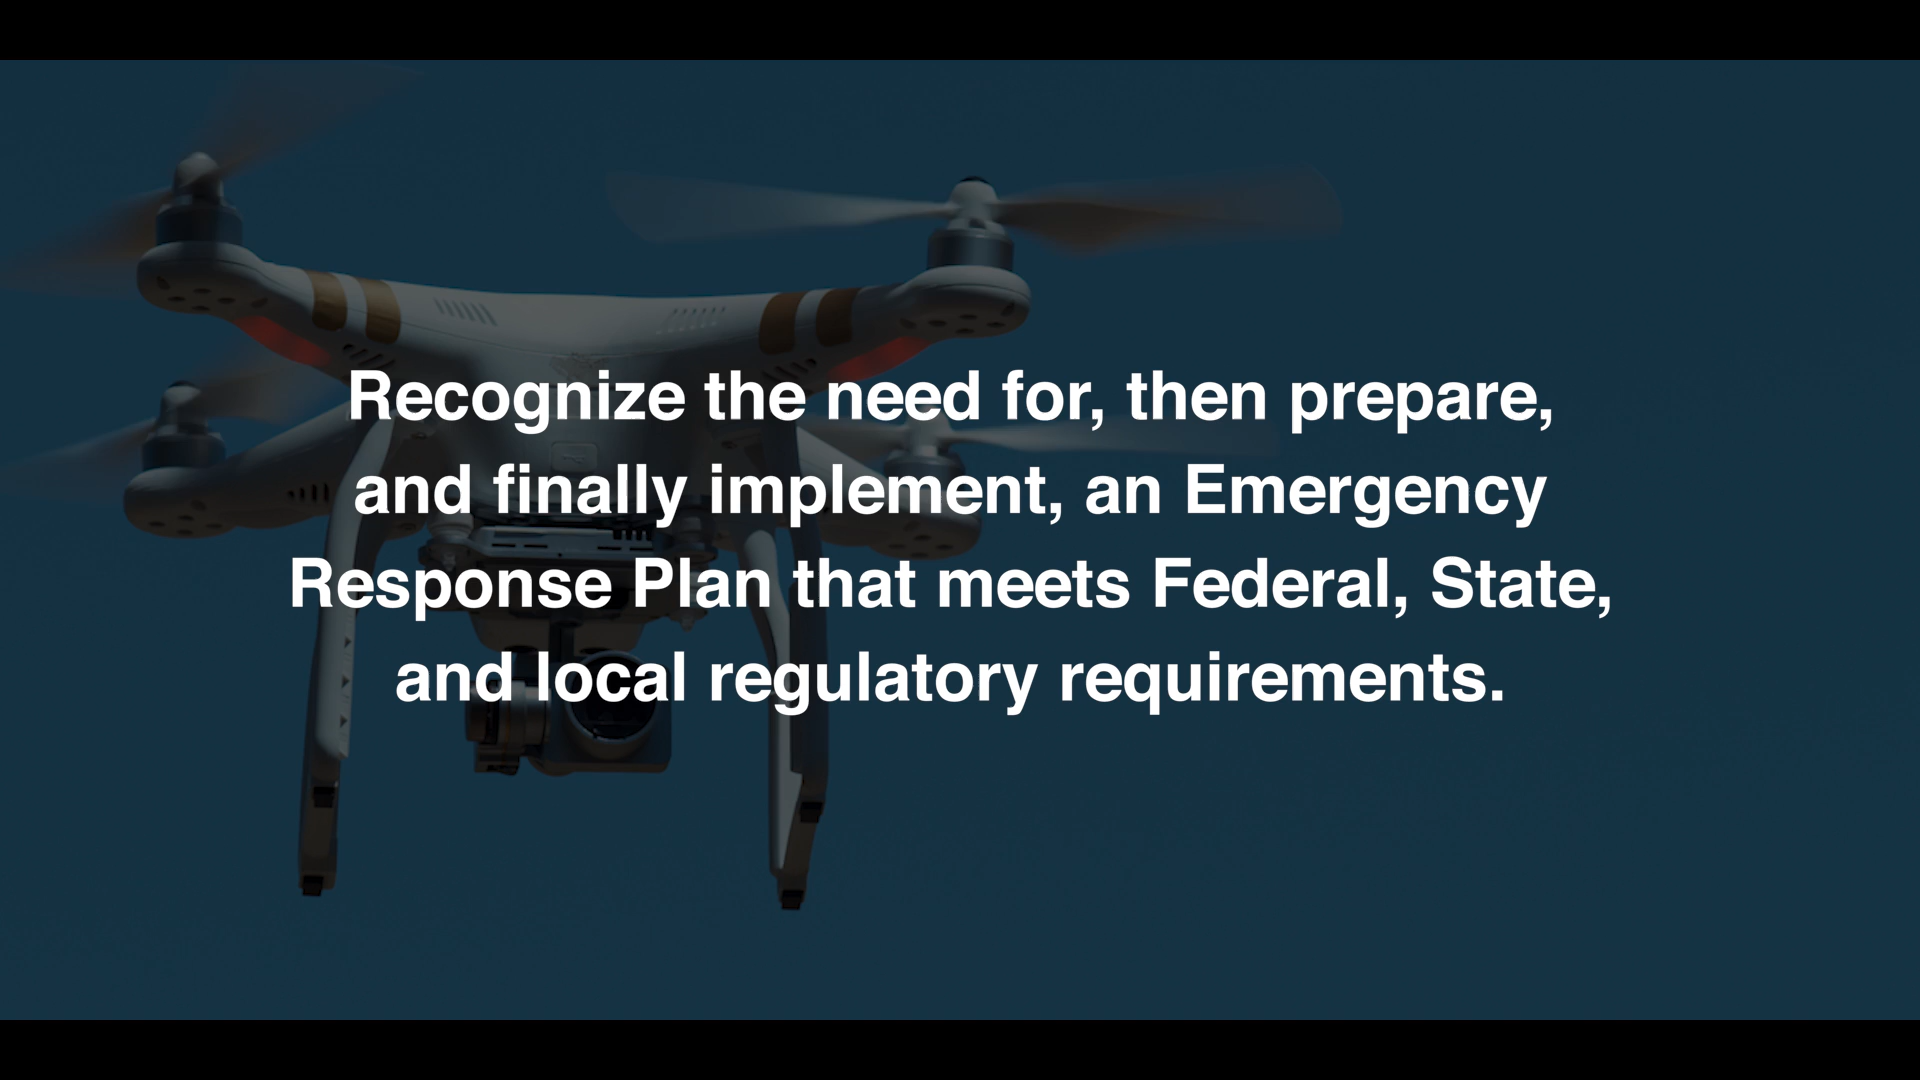 Recognize the need for, then prepare,
and finally implement, an Emergency
Response Plan that meets Federal, State,
and local regulatory requirements.